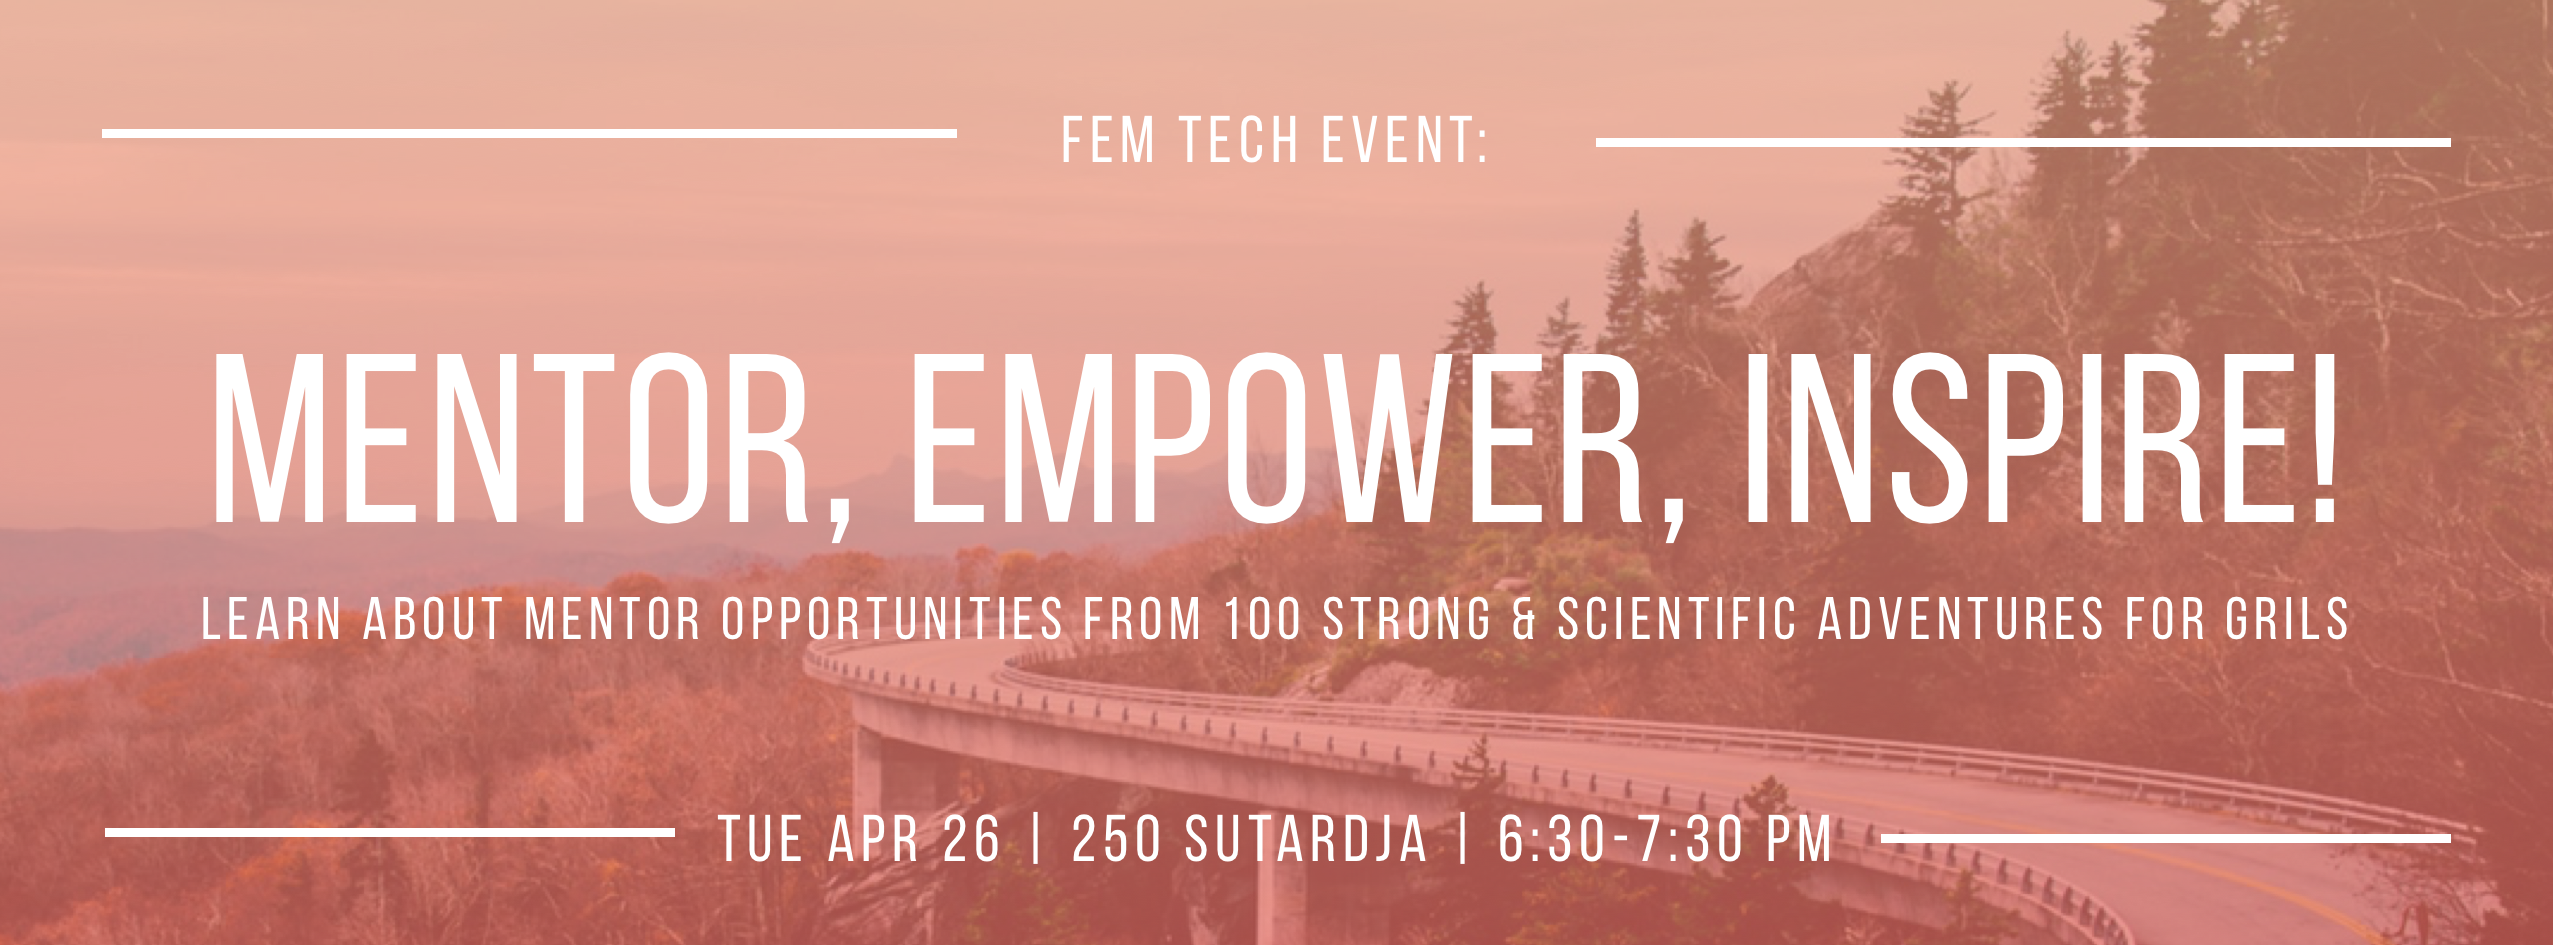 FEM TECH EVENT:
MENTOR, EMPOWER, INSPIRE!
LEARN ABOUT MENTOR OPPORTUNITIES FROM 100 STRONG & SCIENTIFIC ADVENTURES FOR GRILS
TUE APR 26 | 250 SUTARDJA | 6:30-7:30 PM